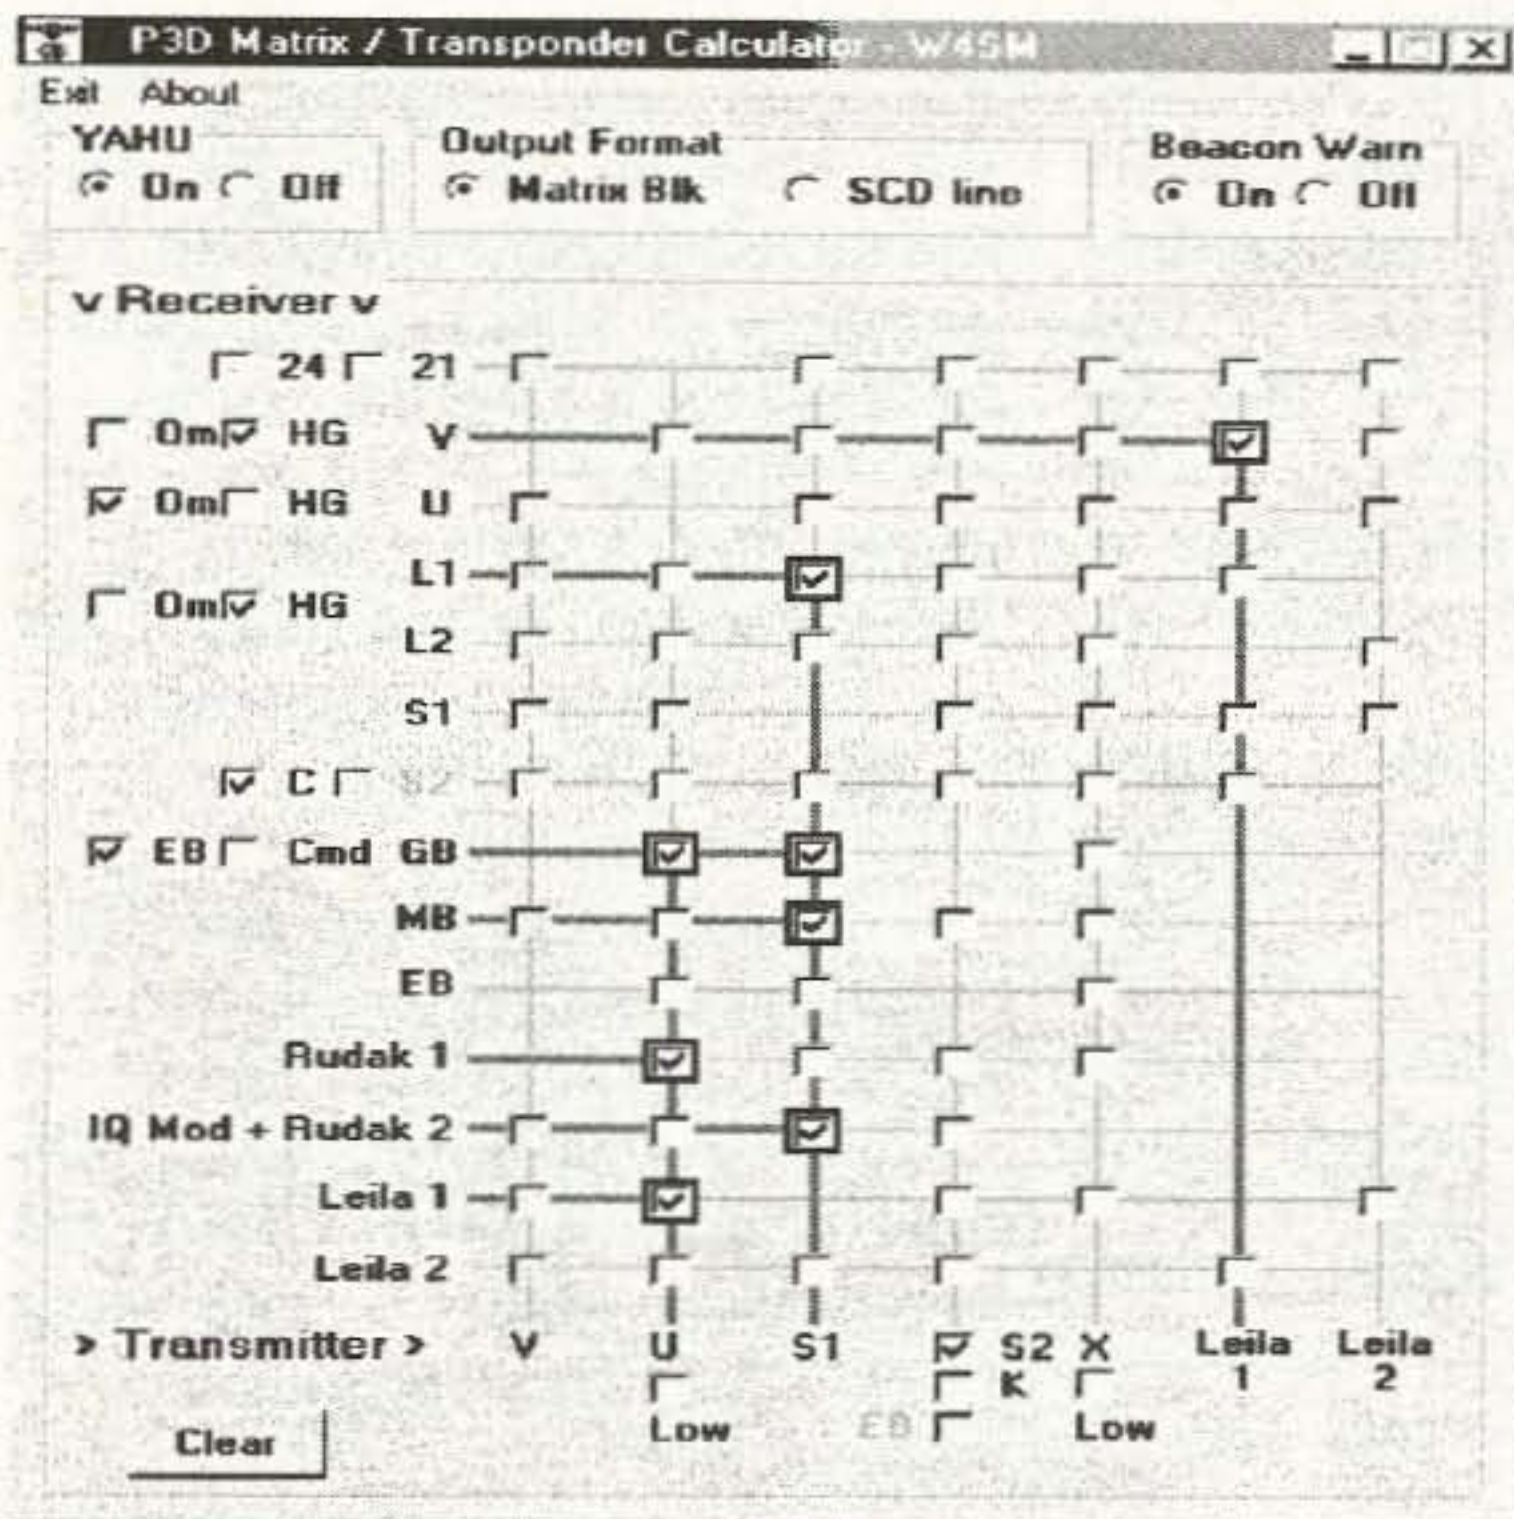 P3D Matrix / Transponder Calculator - W4SM
Exit About
YAHU Output Format Beacon Warn
On Off Matrix Blk SCD line On Off
v Receiver v
24 21
Om HG V
Om HG U
L1
Om HG
L2
S1
C S2
EB Cmd GB
MB
EB
Rudak 1
IQ Mod + Rudak 2
Leila 1
Leila 2
> Transmitter > V U S1 S2 X Leila Leila
K 1 2
Low EB Low
Clear